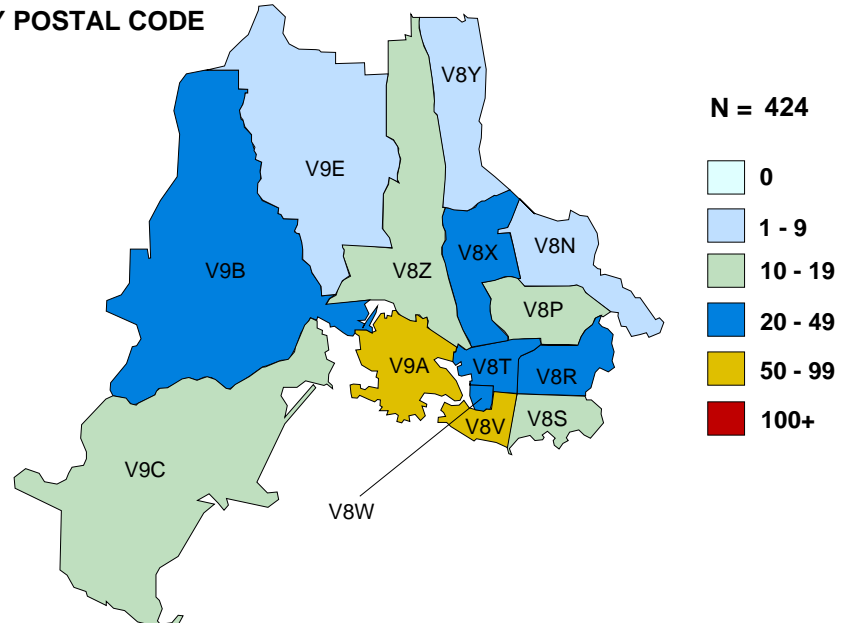 Y POSTAL CODE
V8Y
N = 424
V9E
0
1 - 9
V8N
V8X
V9B
V8Z
10 - 19
V8P
20 - 49
V9A
V8T
V8R
50 - 99
V8V
V8S
100+
V9C
V8W